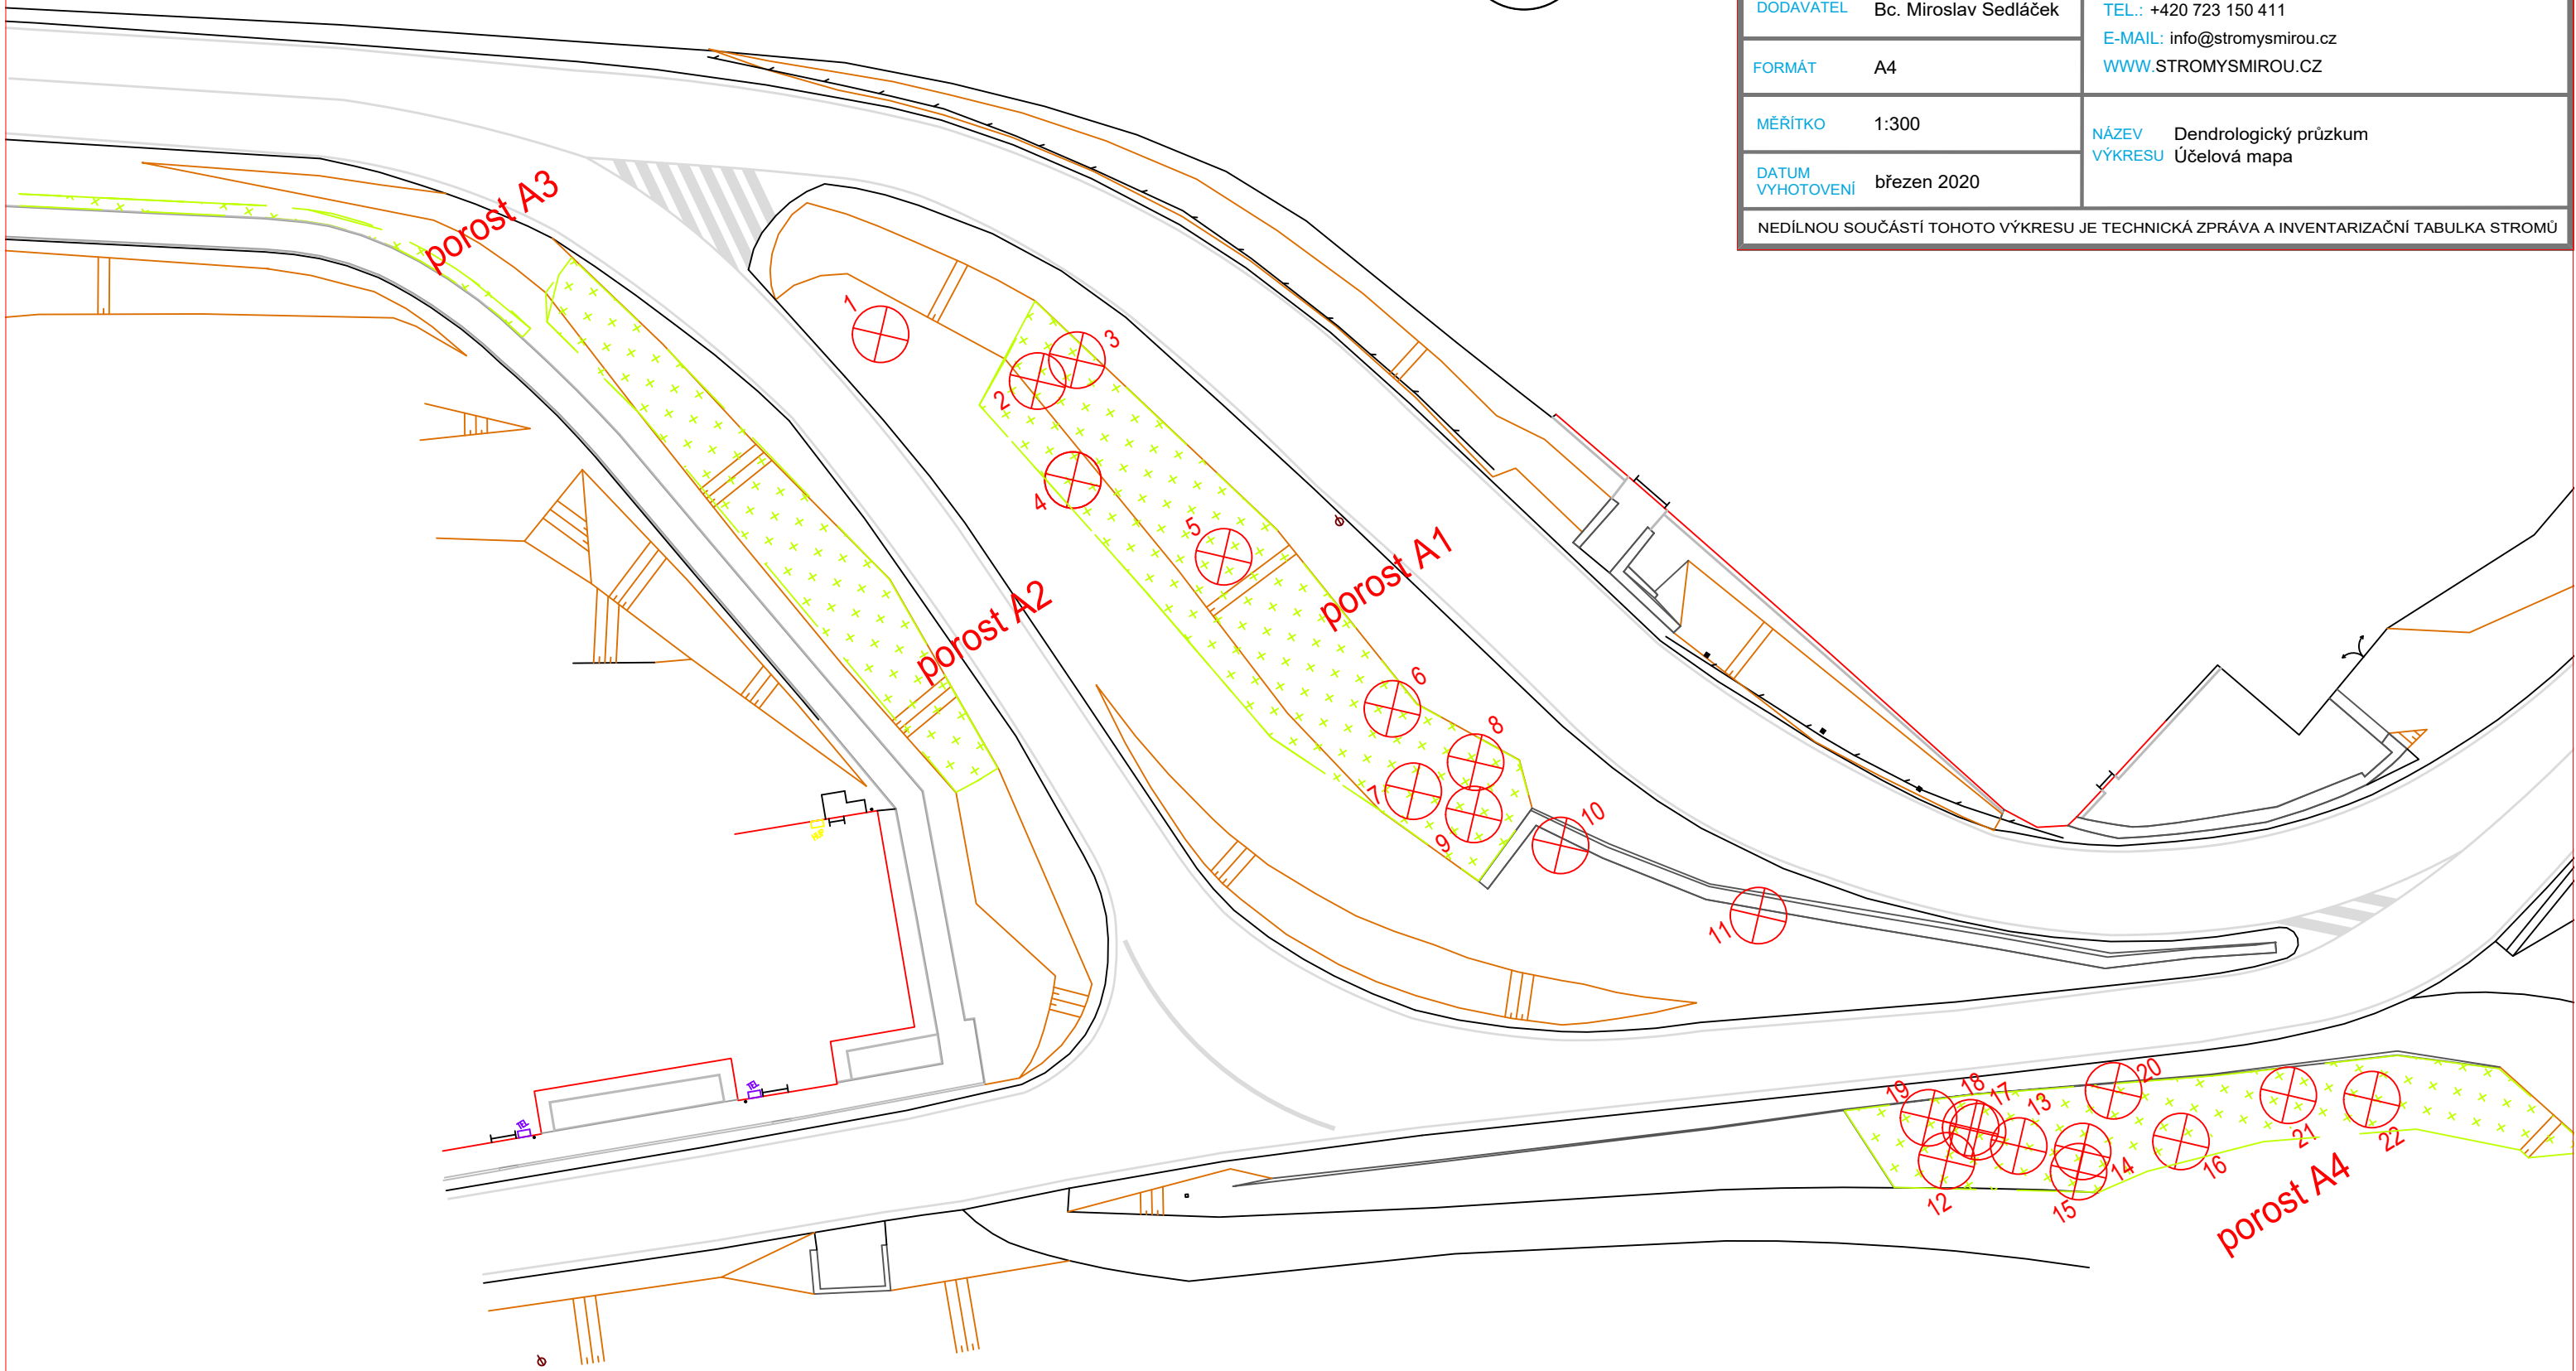 DODAVATEL Bc. Miroslav Sedláček
TEL.: +420 723 150 411
E-MAIL: info@stromysmirou.cz
WWW.STROMYSMIROU.CZ
FORMÁT A4
MĚŘÍTKO 1:300
NÁZEV VÝKRESU Dendrologický průzkum
Účelová mapa
DATUM VYHOTOVENÍ březen 2020
NEDÍLNOU SOUČÁSTÍ TOHOTO VÝKRESU JE TECHNICKÁ ZPRÁVA A INVENTARIZAČNÍ TABULKA STROMŮ
porost A3
1
3
2
4
5
porost A1
porost A2
6
8
7
9
10
11
19
18
17
13
20
12
15
14
16
21
22
porost A4